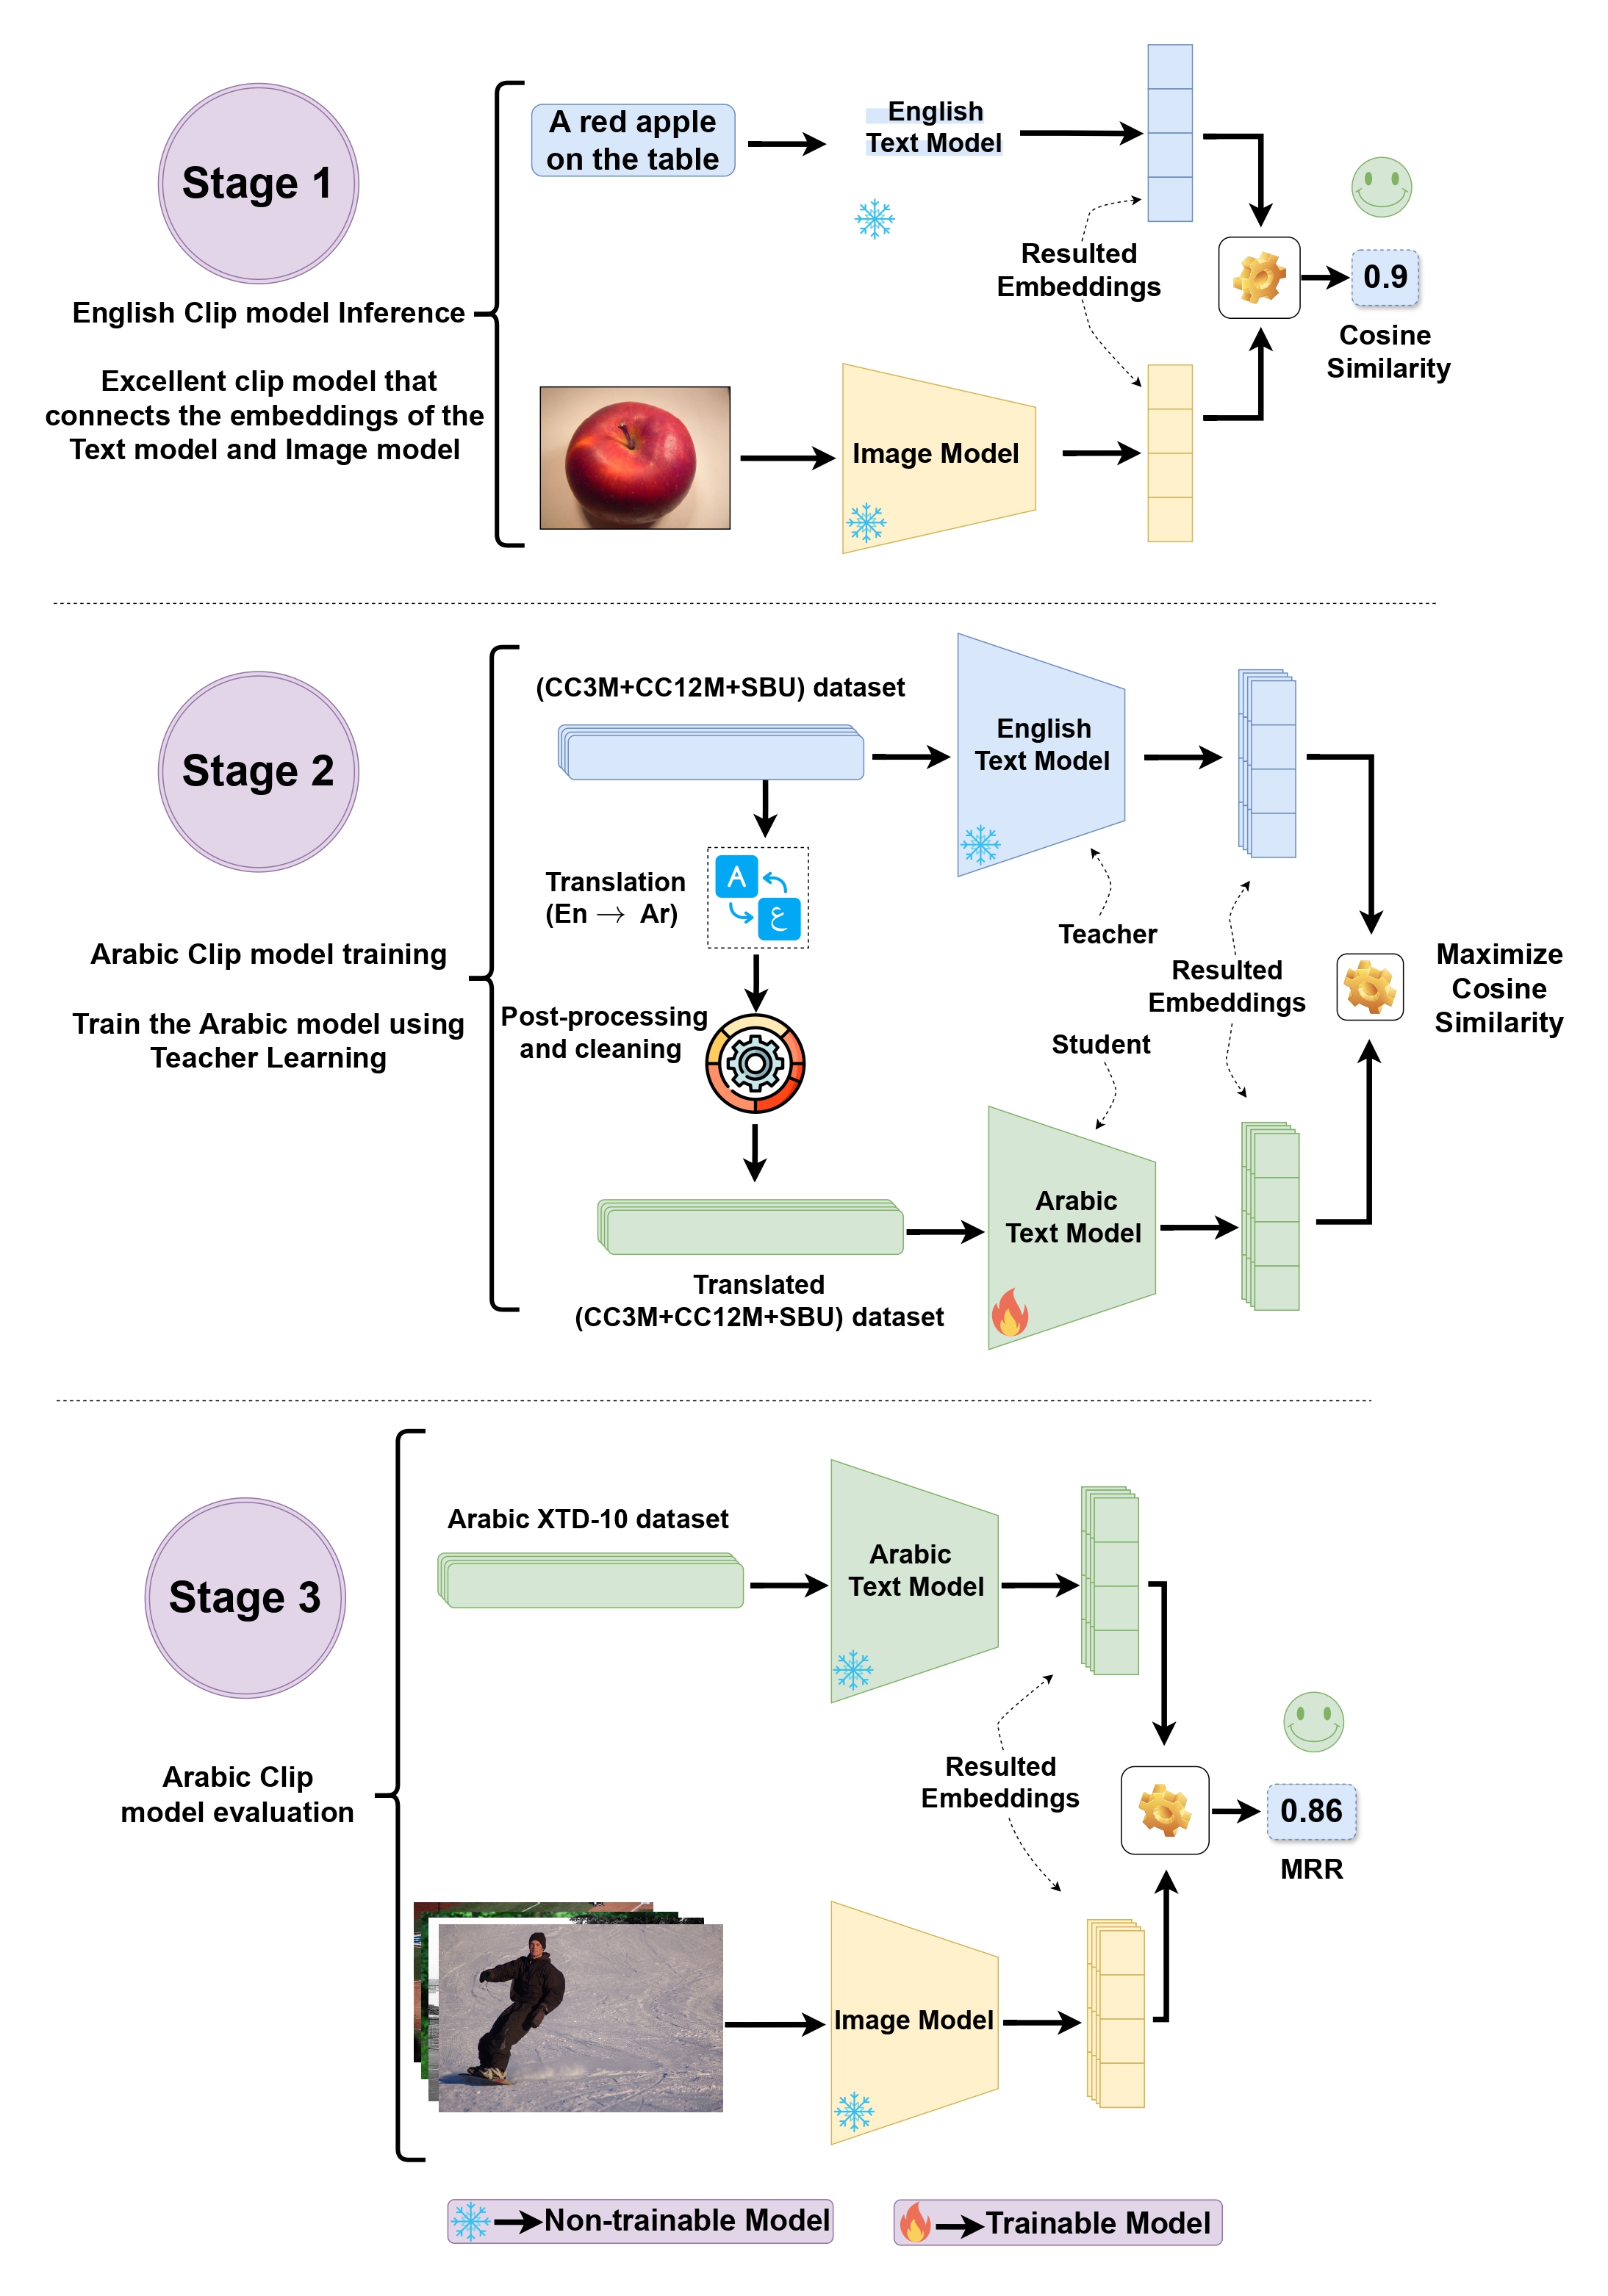 Stage 1
English Clip model Inference
Excellent clip model that
connects the embeddings of the
Text model and Image model
A red apple
on the table
English
Text Model
Resulted
Embeddings
Image Model
0.9
Cosine
Similarity
Stage 2
Arabic Clip model training
Train the Arabic model using
Teacher Learning
(CC3M+CC12M+SBU) dataset
English
Text Model
Translation
(En → Ar)
A
ع
Teacher
Resulted
Embeddings
Maximize
Cosine
Similarity
Post-processing
and cleaning
Student
Arabic
Text Model
Translated
(CC3M+CC12M+SBU) dataset
Stage 3
Arabic Clip
model evaluation
Arabic XTD-10 dataset
Arabic
Text Model
Resulted
Embeddings
0.86
MRR
Image Model
Non-trainable Model
Trainable Model